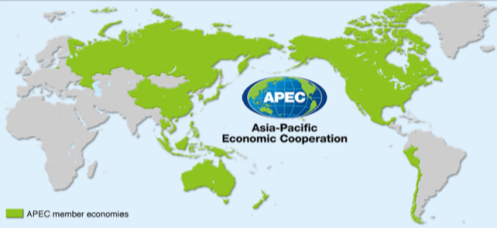 APEC
Asia-Pacific
Economic Cooperation
APEC member economies